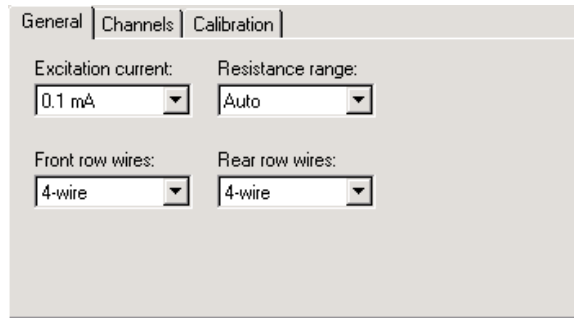 General Channels Calibration
Excitation current: Resistance range:
0.1 mA Auto
Front row wires: Rear row wires:
4-wire 4-wire